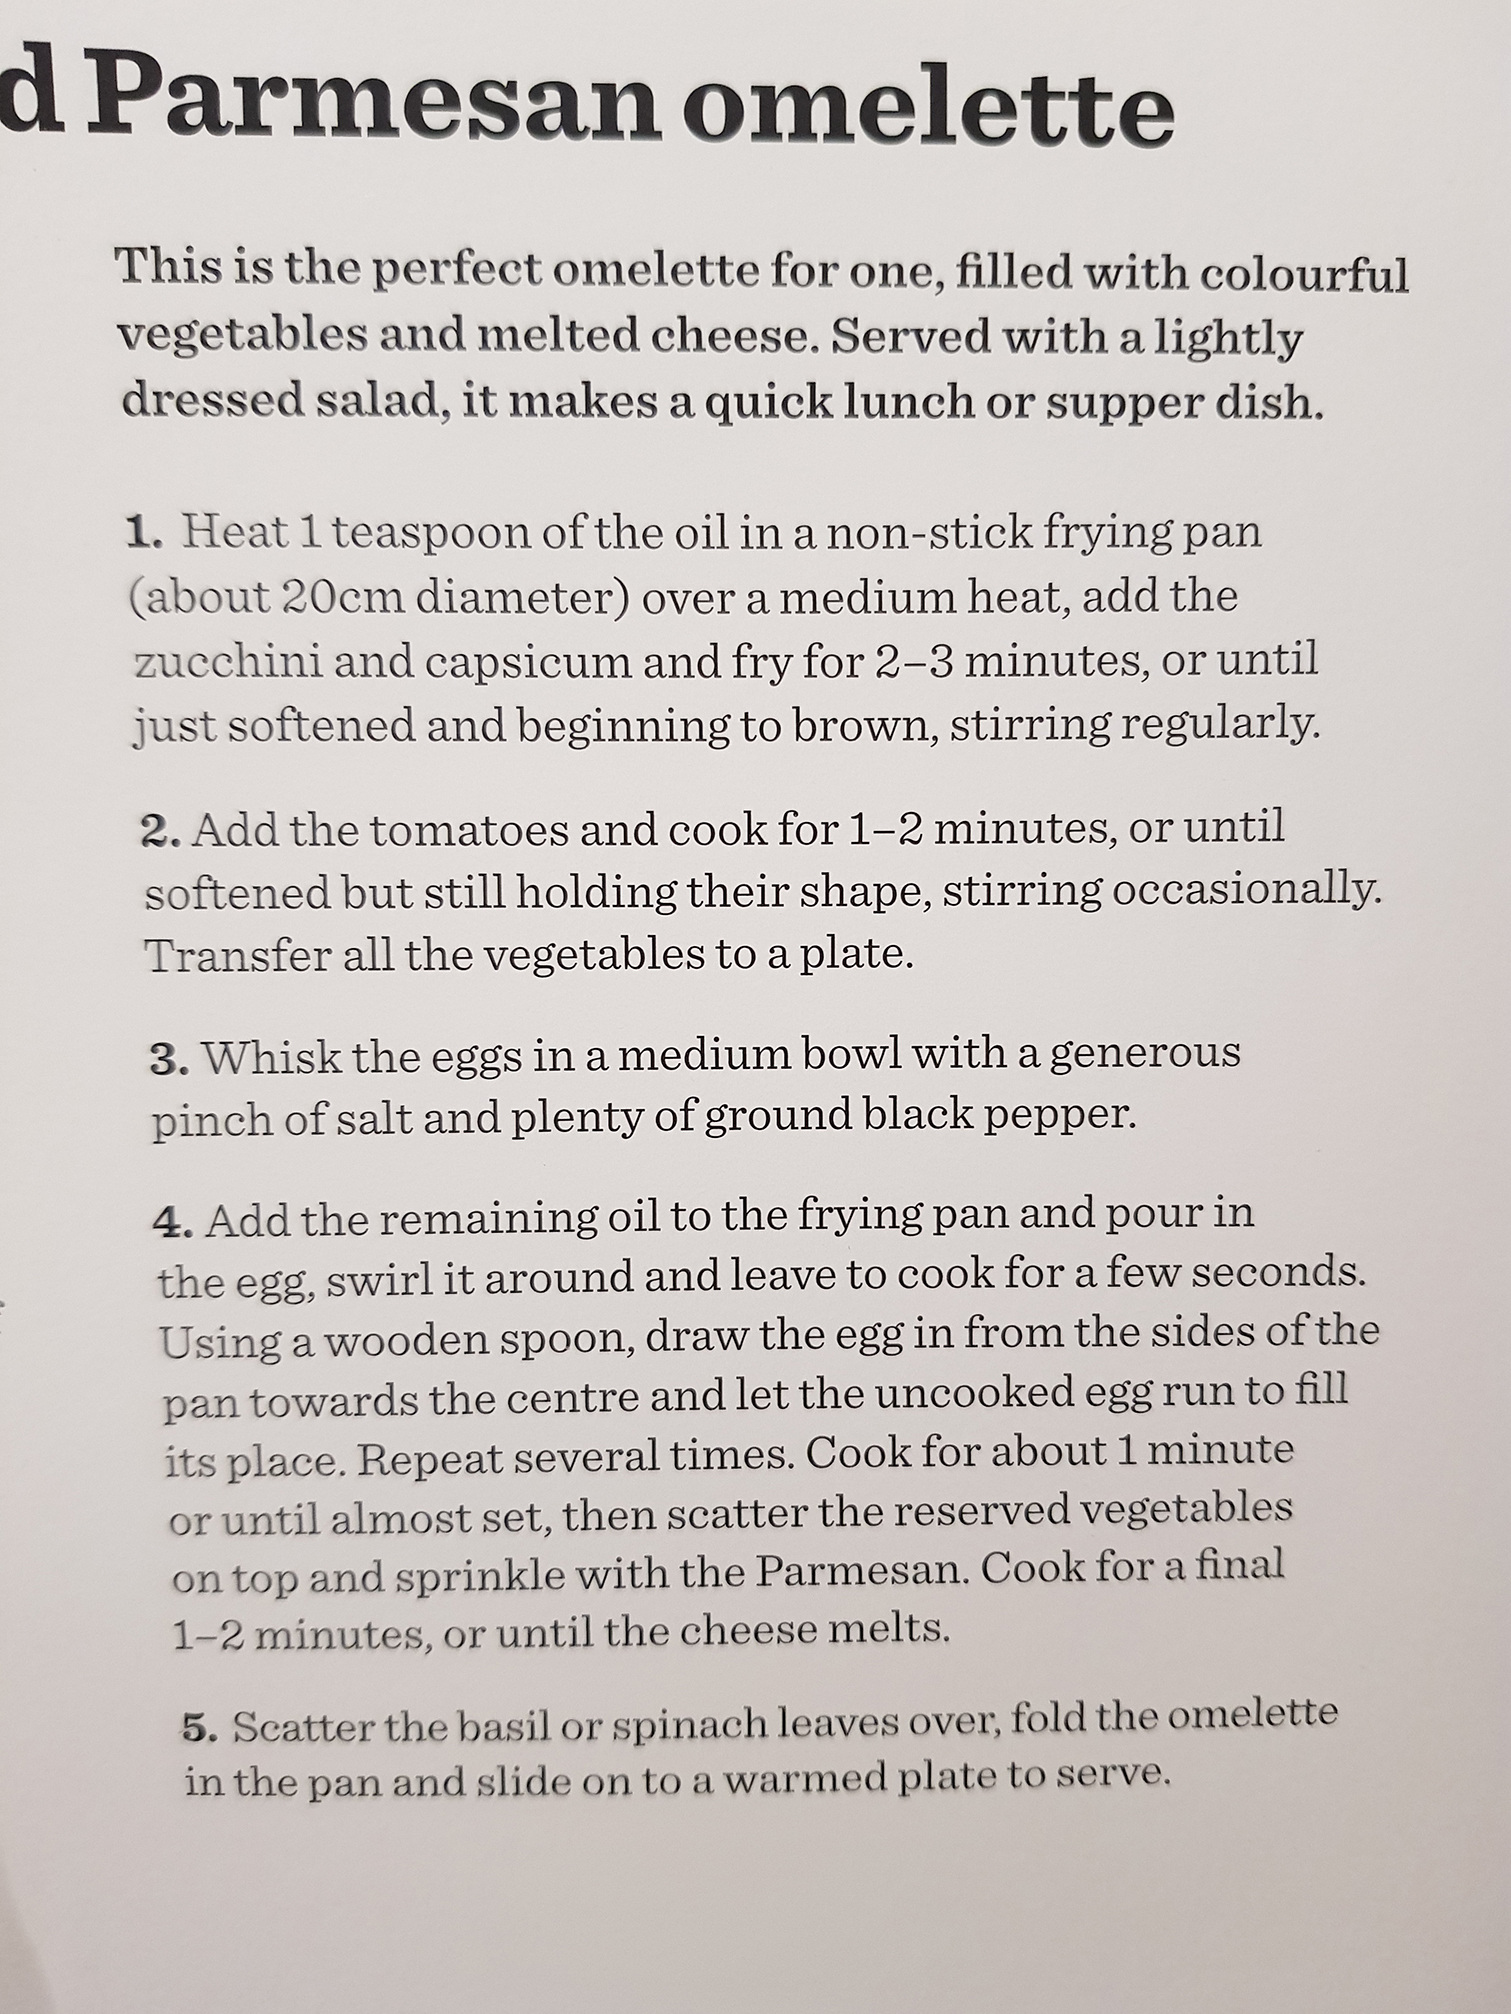 d Parmesan omelette
This is the perfect omelette for one, filled with colourful
vegetables and melted cheese. Served with a lightly
dressed salad, it makes a quick lunch or supper dish.
1. Heat 1 teaspoon of the oil in a non-stick frying pan
(about 20cm diameter) over a medium heat, add the
zucchini and capsicum and fry for 2–3 minutes, or until
just softened and beginning to brown, stirring regularly.
2. Add the tomatoes and cook for 1–2 minutes, or until
softened but still holding their shape, stirring occasionally.
Transfer all the vegetables to a plate.
3. Whisk the eggs in a medium bowl with a generous
pinch of salt and plenty of ground black pepper.
4. Add the remaining oil to the frying pan and pour in
the egg, swirl it around and leave to cook for a few seconds.
Using a wooden spoon, draw the egg in from the sides of the
pan towards the centre and let the uncooked egg run to fill
its place. Repeat several times. Cook for about 1 minute
or until almost set, then scatter the reserved vegetables
on top and sprinkle with the Parmesan. Cook for a final
1–2 minutes, or until the cheese melts.
5. Scatter the basil or spinach leaves over, fold the omelette
in the pan and slide on to a warmed plate to serve.